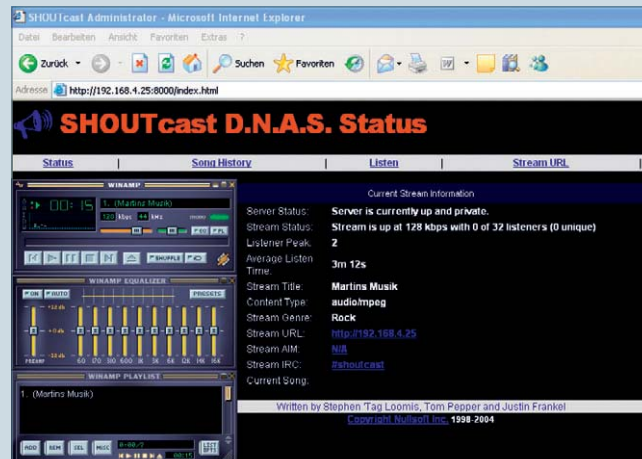 SHOUTcast Administrator - Microsoft Internet Explorer
Datei Bearbeiten Ansicht Favoriten Extras ?
Zurück Suchen Favoriten
Adresse http://192.168.4.25:8000/index.html
SHOUTcast D.N.A.S. Status
Status | Song History | Listen | Stream URL |
WINAMP
00:15 1. (Martins Musik)
128 kbps 44 kHz mono
EQ PL
SHUFFLE
WINAMP EQUALIZER
ON AUTO PRESETS
PREAMP 60 170 310 600 1K 3K 6K 12K 14K 16K
WINAMP PLAYLIST
1. (Martins Musik)
ADD REM SEL MISC 0:00/? 00:15 LIST OPTS
Current Stream Information
Server Status: Server is currently up and private.
Stream Status: Stream is up at 128 kbps with 0 of 32 listeners (0 unique)
Listener Peak: 2
Average Listen Time: 3m 12s
Stream Title: Martins Musik
Content Type: audio/mpeg
Stream Genre: Rock
Stream URL: http://192.168.4.25
Stream AIM: N/A
Stream IRC: #shoutcast
Current Song:
Written by Stephen 'Tag Loomis, Tom Pepper and Justin Frankel
Copyright Nullsoft Inc. 1998-2004